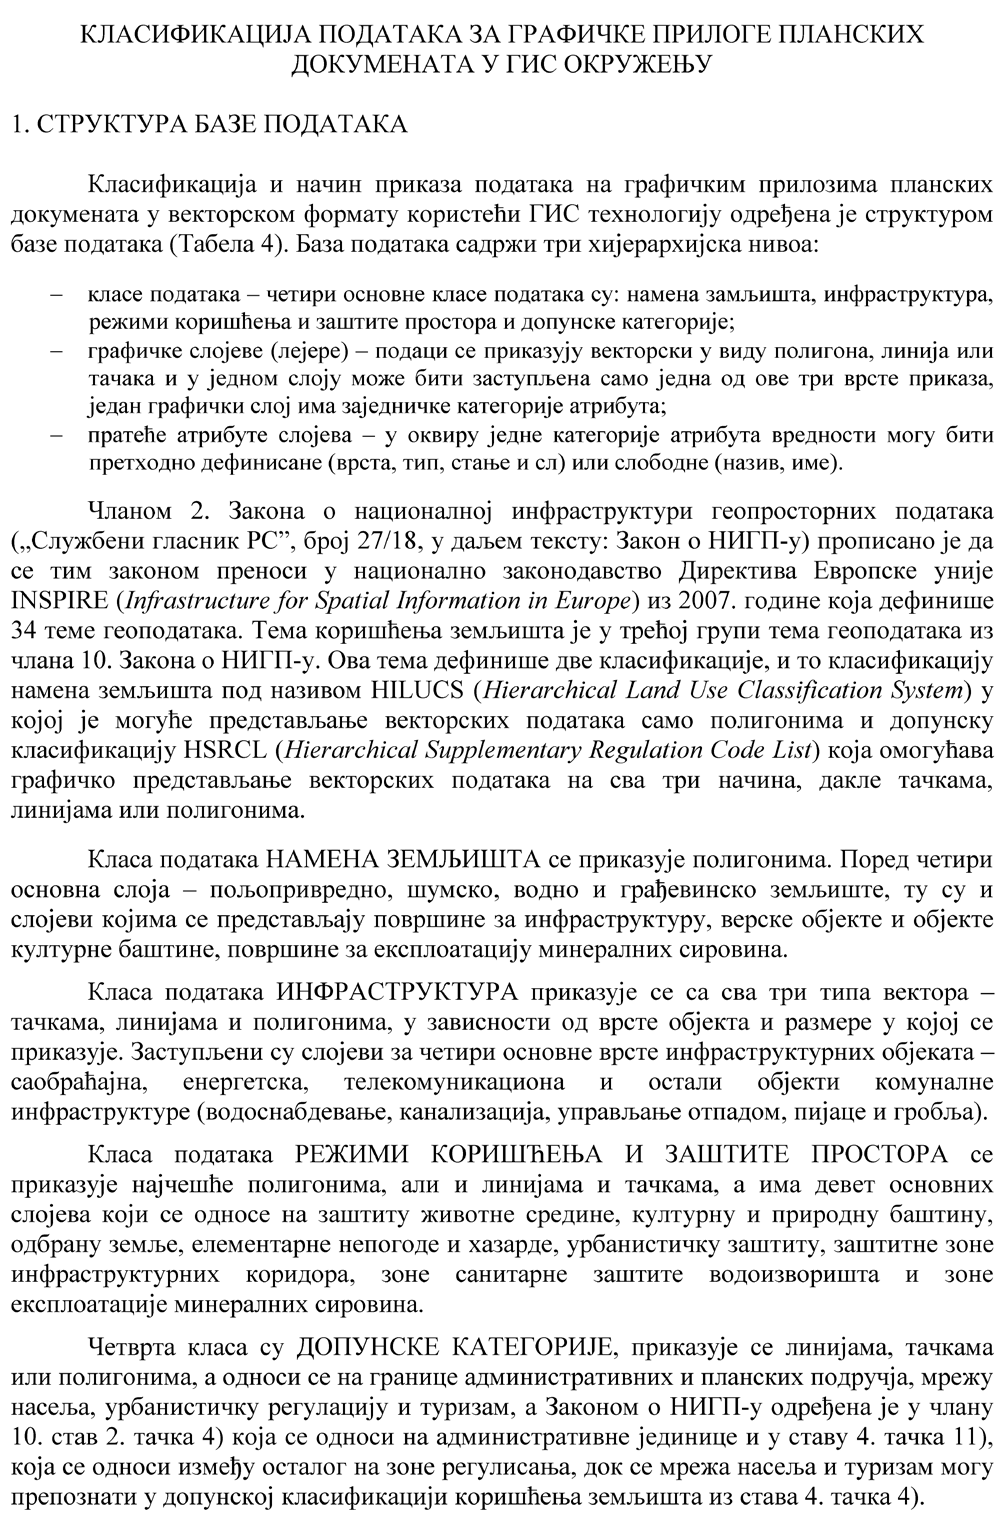 КЛАСИФИКАЦИЈА ПОДАТАКА ЗА ГРАФИЧКЕ ПРИЛОГЕ ПЛАНСКИХ
ДОКУМЕНАТА У ГИС ОКРУЖЕЊУ
1. СТРУКТУРА БАЗЕ ПОДАТАКА
Класификација и начин приказа података на графичким прилозима планских
докумената у векторском формату користећи ГИС технологију одређена је структуром
базе података (Табела 4). База података садржи три хијерархијска нивоа:
– класе података – четири основне класе података су: намена замљишта, инфраструктура,
режими коришћења и заштите простора и допунске категорије;
– графичке слојеве (лејере) – подаци се приказују векторски у виду полигона, линија или
тачака и у једном слоју може бити заступљена само једна од ове три врсте приказа,
један графички слој има заједничке категорије атрибута;
– пратеће атрибуте слојева – у оквиру једне категорије атрибута вредности могу бити
претходно дефинисане (врста, тип, стање и сл) или слободне (назив, име).
Чланом 2. Закона о националној инфраструктури геопросторних података
(„Службени гласник РС”, број 27/18, у даљем тексту: Закон о НИГП-у) прописано је да
се тим законом преноси у национално законодавство Директива Европске уније
INSPIRE (Infrastructure for Spatial Information in Europe) из 2007. године која дефинише
34 теме геоподатака. Тема коришћења земљишта је у трећој групи тема геоподатака из
члана 10. Закона о НИГП-у. Ова тема дефинише две класификације, и то класификацију
намена земљишта под називом HILUCS (Hierarchical Land Use Classification System) у
којој је могуће представљање векторских података само полигонима и допунску
класификацију HSRCL (Hierarchical Supplementary Regulation Code List) која омогућава
графичко представљање векторских података на сва три начина, дакле тачкама,
линијама или полигонима.
Класа података НАМЕНА ЗЕМЉИШТА се приказује полигонима. Поред четири
основна слоја – пољопривредно, шумско, водно и грађевинско земљиште, ту су и
слојеви којима се представљају површине за инфраструктуру, верске објекте и објекте
културне баштине, површине за експлоатацију минералних сировина.
Класа података ИНФРАСТРУКТУРА приказује се са сва три типа вектора –
тачкама, линијама и полигонима, у зависности од врсте објекта и размере у којој се
приказује. Заступљени су слојеви за четири основне врсте инфраструктурних објеката –
саобраћајна, енергетска, телекомуникациона и остали објекти комуналне
инфраструктуре (водоснабдевање, канализација, управљање отпадом, пијаце и гробља).
Класа података РЕЖИМИ КОРИШЋЕЊА И ЗАШТИТЕ ПРОСТОРА се
приказује најчешће полигонима, али и линијама и тачкама, а има девет основних
слојева који се односе на заштиту животне средине, културну и природну баштину,
одбрану земље, елементарне непогоде и хазарде, урбанистичку заштиту, заштитне зоне
инфраструктурних коридора, зоне санитарне заштите водоизворишта и зоне
експлоатације минералних сировина.
Четврта класа су ДОПУНСКЕ КАТЕГОРИЈЕ, приказује се линијама, тачкама
или полигонима, а односи се на границе административних и планских подручја, мрежу
насеља, урбанистичку регулацију и туризам, а Законом о НИГП-у одређена је у члану
10. став 2. тачка 4) која се односи на административне јединице и у ставу 4. тачка 11),
која се односи између осталог на зоне регулисања, док се мрежа насеља и туризам могу
препознати у допунској класификацији коришћења земљишта из става 4. тачка 4).